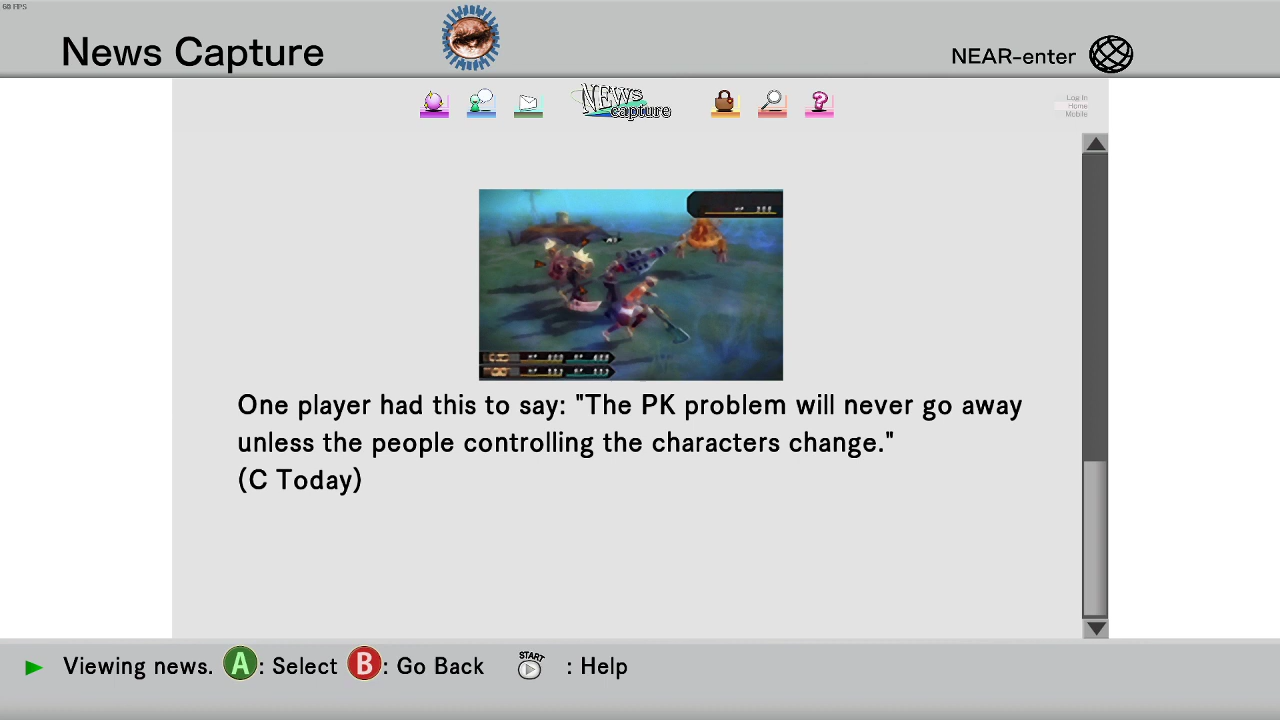 60 FPS
News Capture
NEAR-enter
NEWS
capture
Log In
Home
Mobile
One player had this to say: "The PK problem will never go away
unless the people controlling the characters change."
(C Today)
Viewing news. A : Select B : Go Back START : Help